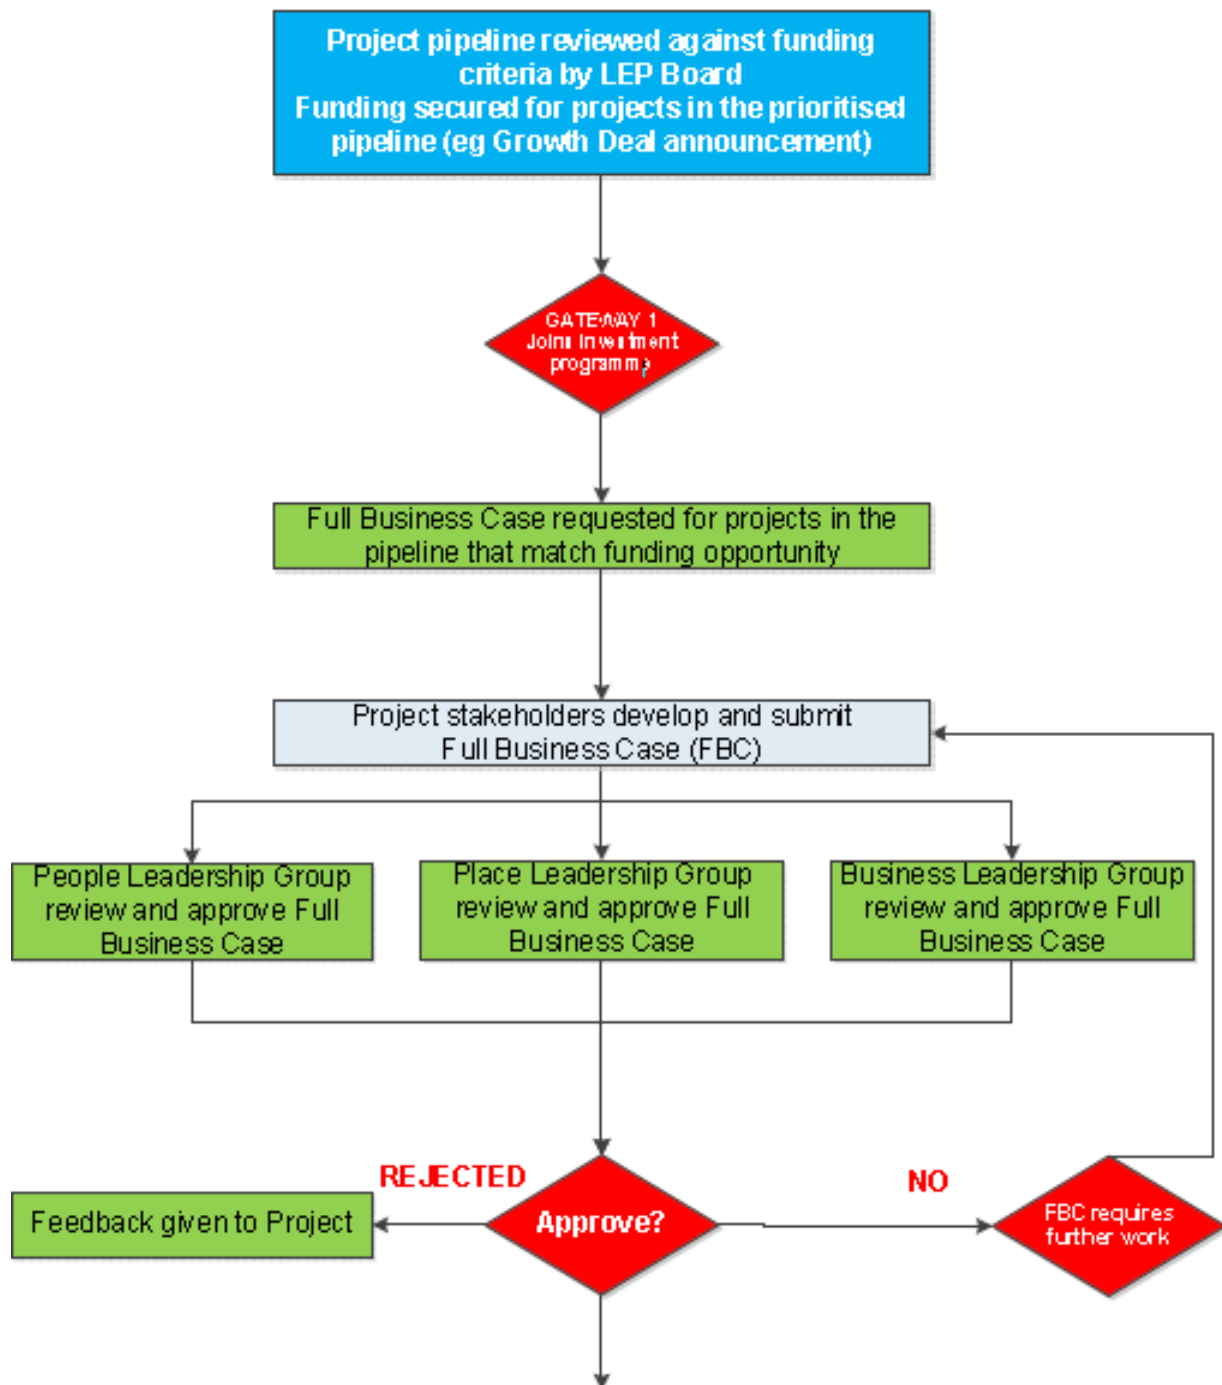 Project pipeline reviewed against funding
criteria by LEP Board
Funding secured for projects in the prioritised
pipeline (eg Growth Deal announcement)
GATEWAY 1
Joins investment
programme
Full Business Case requested for projects in the
pipeline that match funding opportunity
Project stakeholders develop and submit
Full Business Case (FBC)
People Leadership Group
review and approve Full
Business Case
Place Leadership Group
review and approve Full
Business Case
Business Leadership Group
review and approve Full
Business Case
REJECTED
NO
Feedback given to Project
Approve?
FBC requires
further work